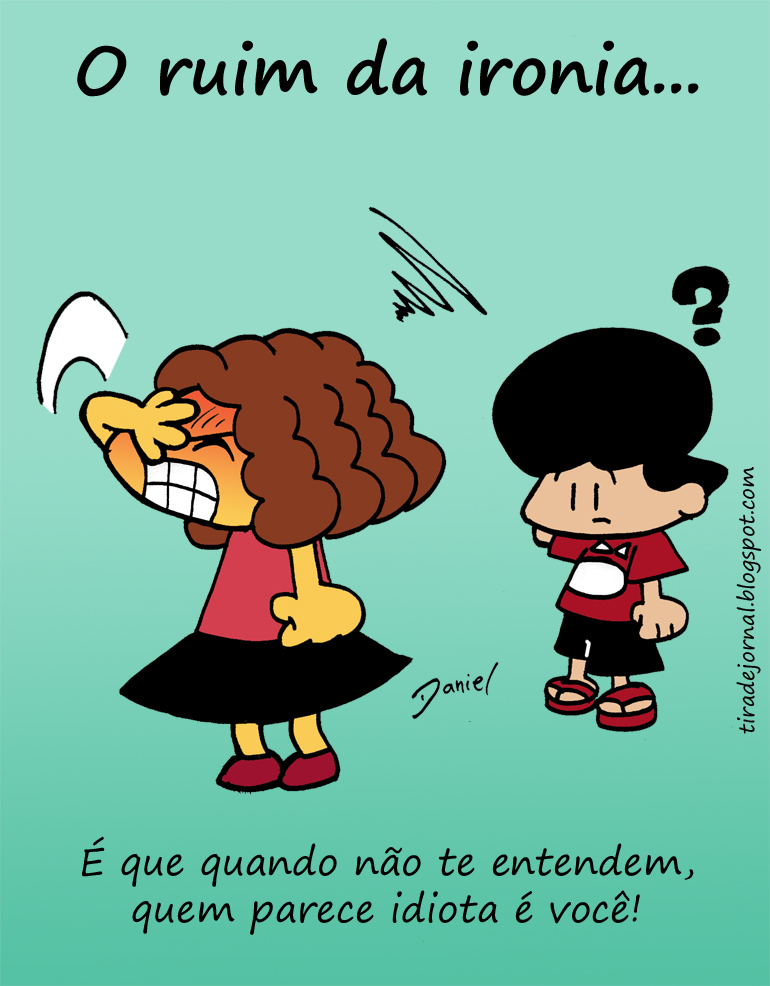 O ruim da ironia...
?
Daniel
tiradejornal.blogspot.com
É que quando não te entendem,
quem parece idiota é você!